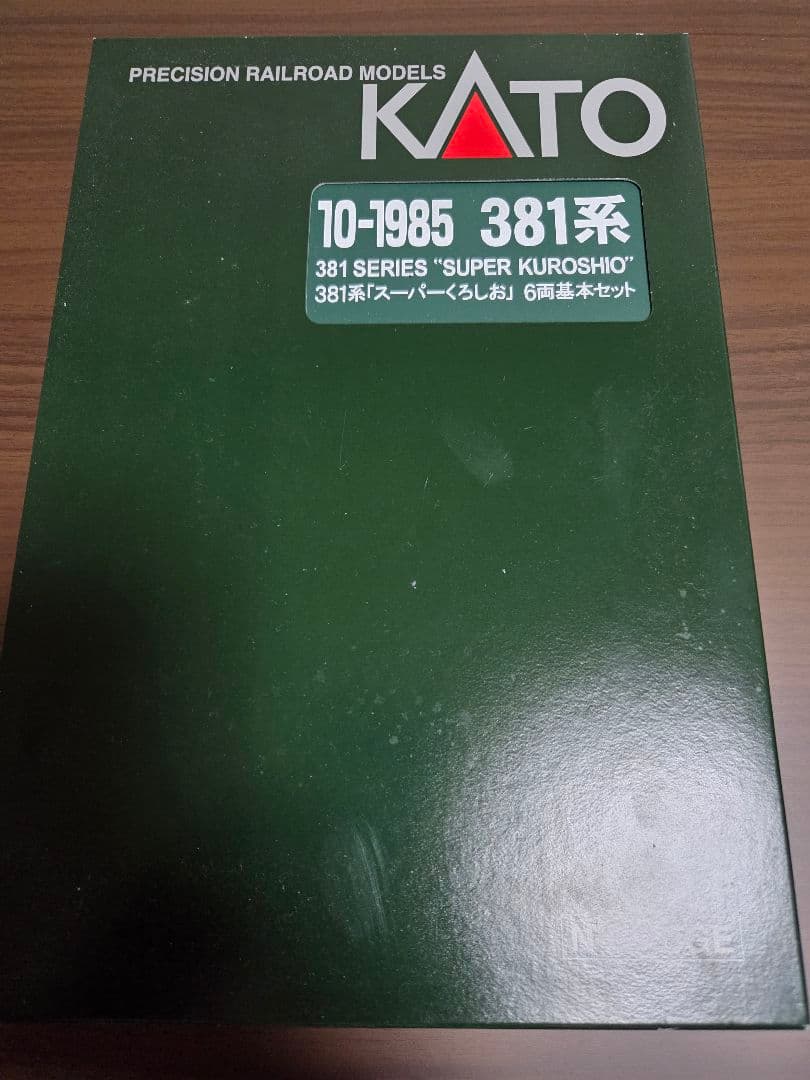 PRECISION RAILROAD MODELS
KATO
10-1985 381系
381 SERIES "SUPER KUROSHIO"
381系「スーパーくろしお」 6両基本セット